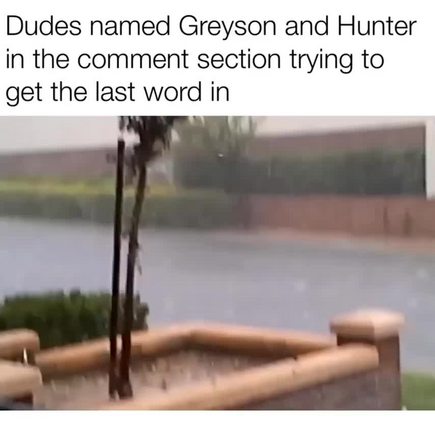 Dudes named Greyson and Hunter
in the comment section trying to
get the last word in